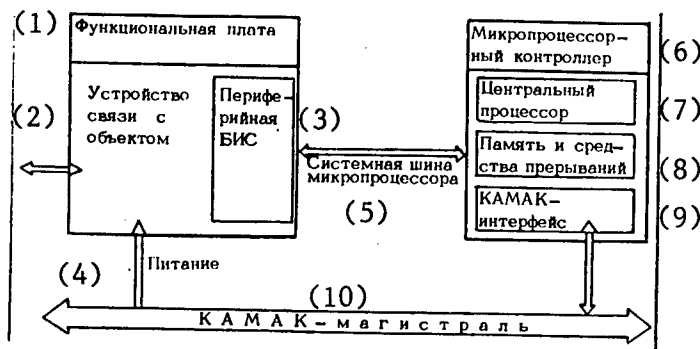 (1)
Функциональная плата
(2)
Устройство
связи с
объектом
Перифе-
рийная
БИС
(3)
Системная шина
микропроцессора
(5)
Микропроцессор-
ный контроллер
(6)
Центральный
процессор
(7)
Память и сред-
ства прерываний
(8)
КАМАК-
интерфейс
(9)
(4)
Питание
(10)
КАМАК-магистраль